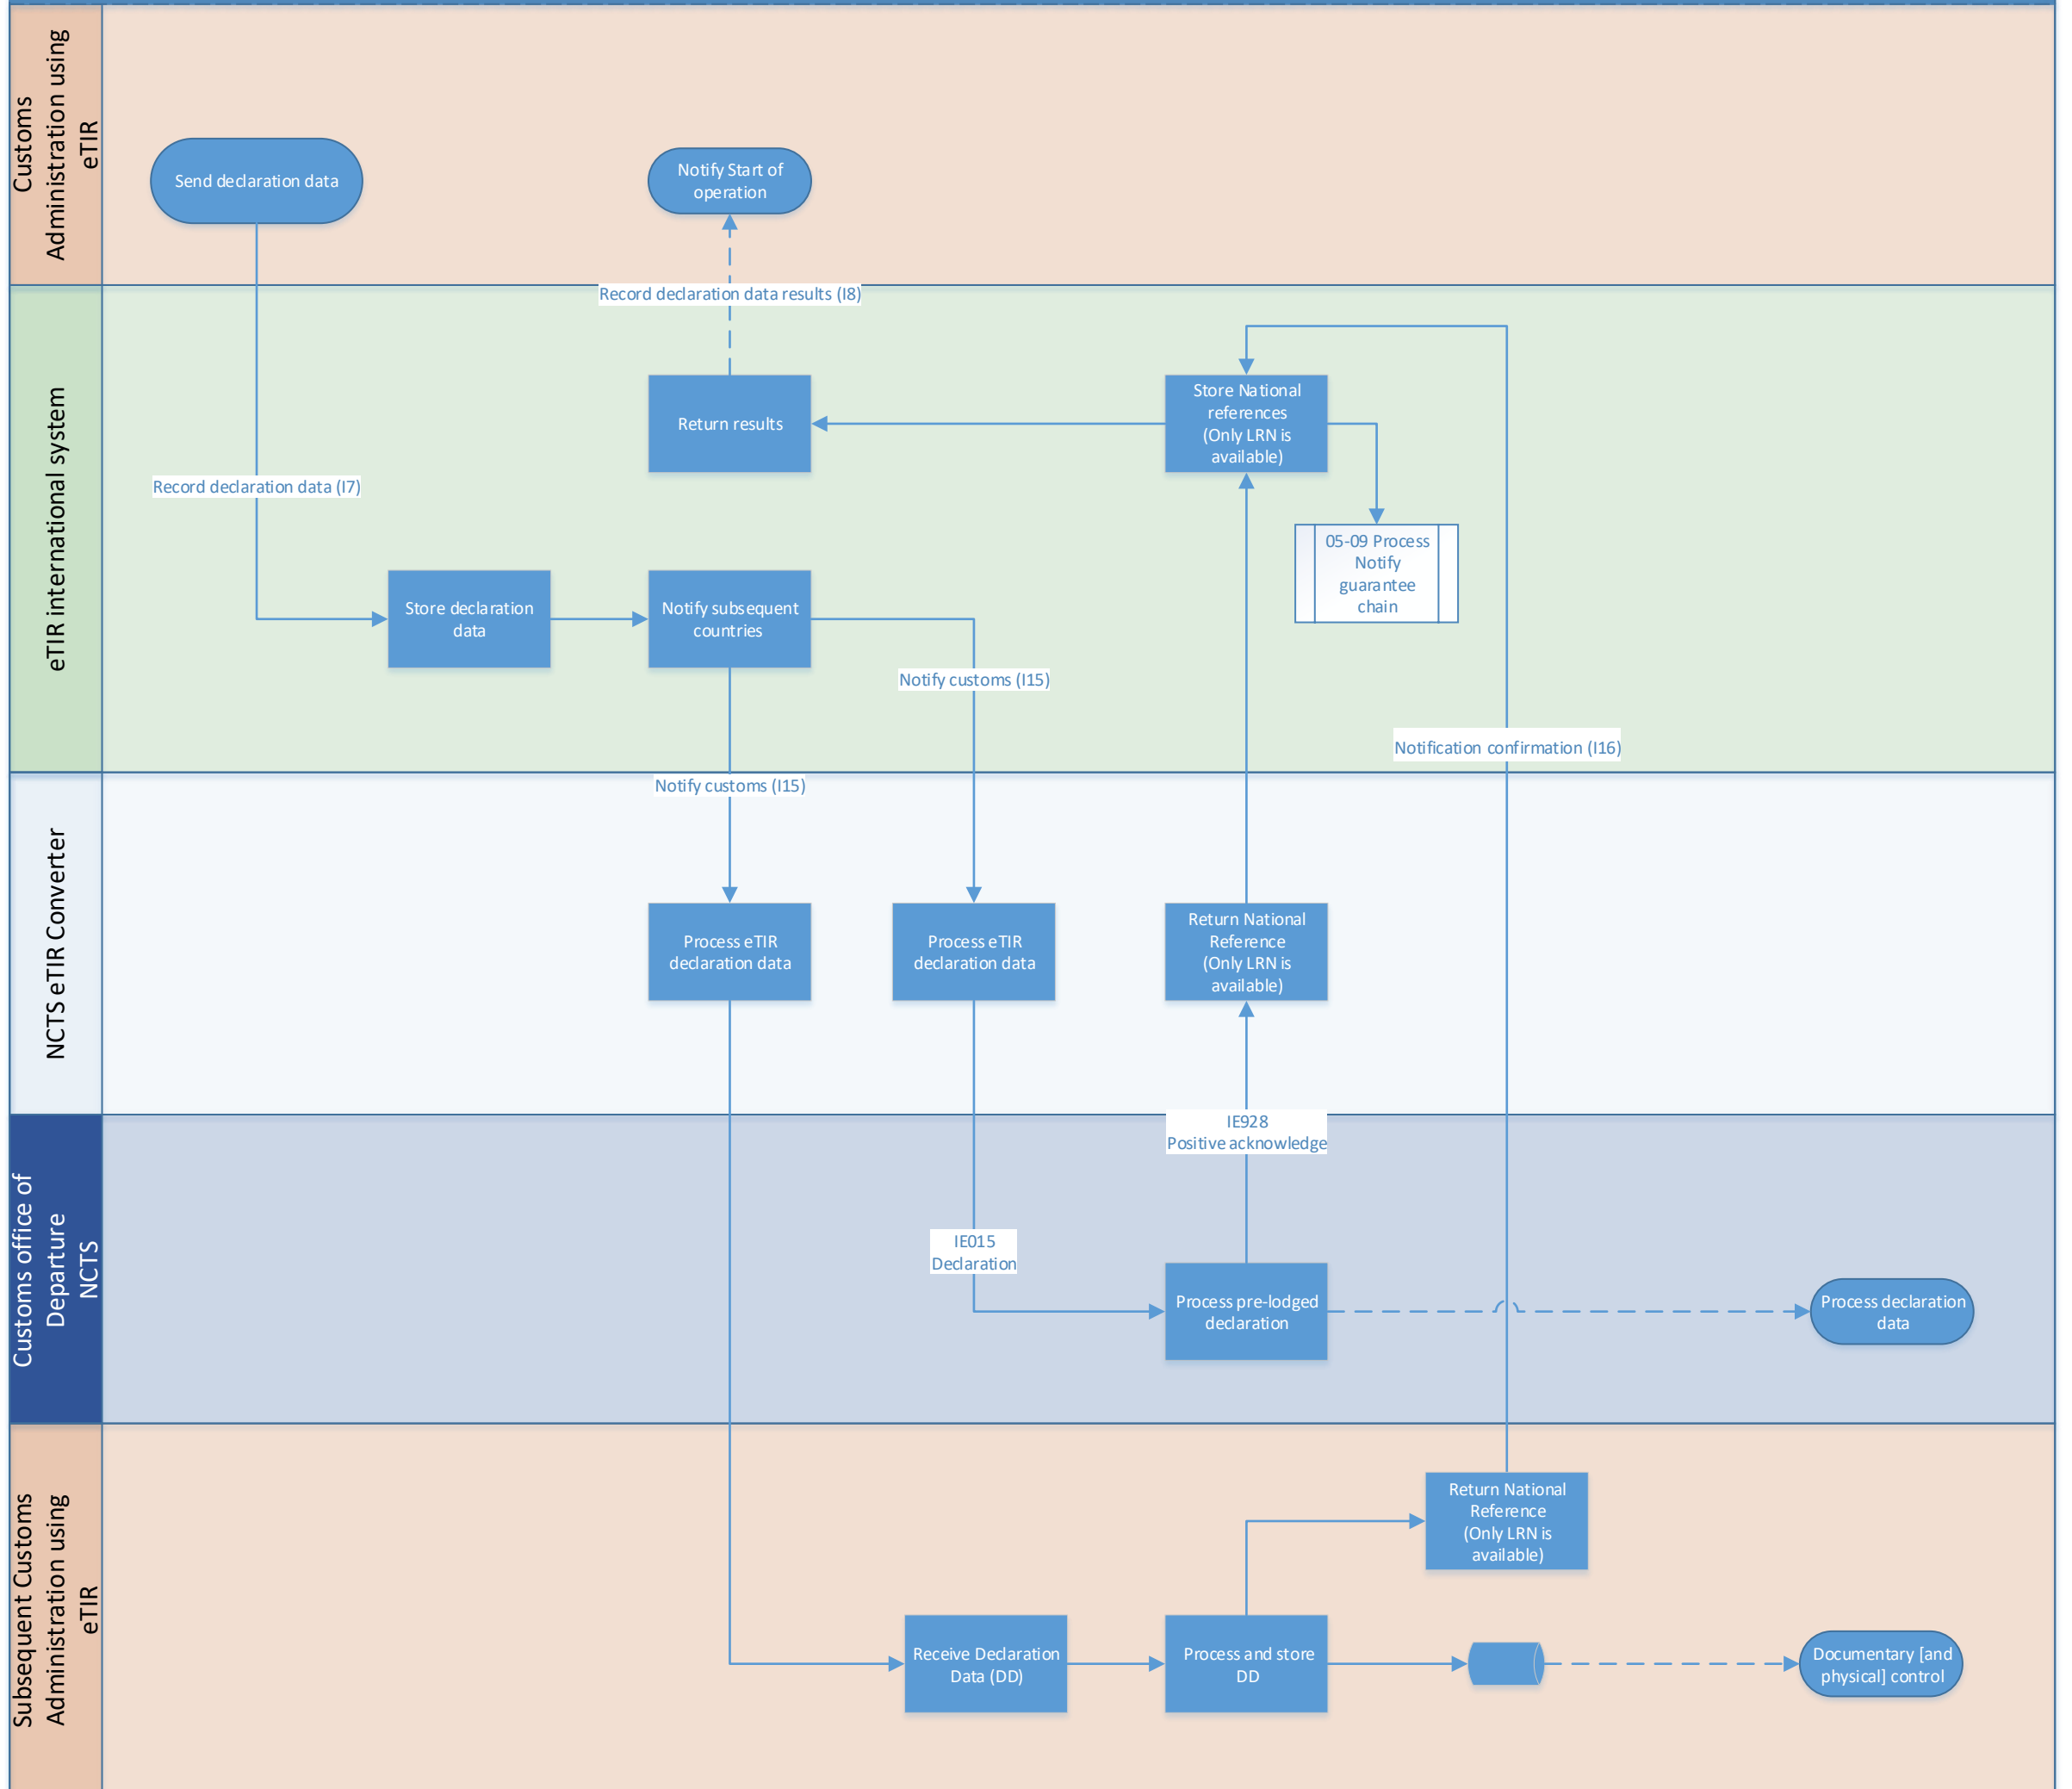 Customs
Administration using
eTIR
Send declaration data
Notify Start of
operation
Record declaration data results (I8)
eTIR international system
Return results
Store National
references
(Only LRN is
available)
Record declaration data (I7)
05-09 Process
Notify
guarantee
chain
Store declaration
data
Notify subsequent
countries
Notify customs (I15)
Notification confirmation (I16)
Notify customs (I15)
NCTS eTIR Converter
Process eTIR
declaration data
Process eTIR
declaration data
Return National
Reference
(Only LRN is
available)
Customs office of
Departure
NCTS
IE928
Positive acknowledge
IE015
Declaration
Process pre-lodged
declaration
Process declaration
data
Subsequent Customs
Administration using
eTIR
Return National
Reference
(Only LRN is
available)
Receive Declaration
Data (DD)
Process and store
DD
Documentary [and
physical] control